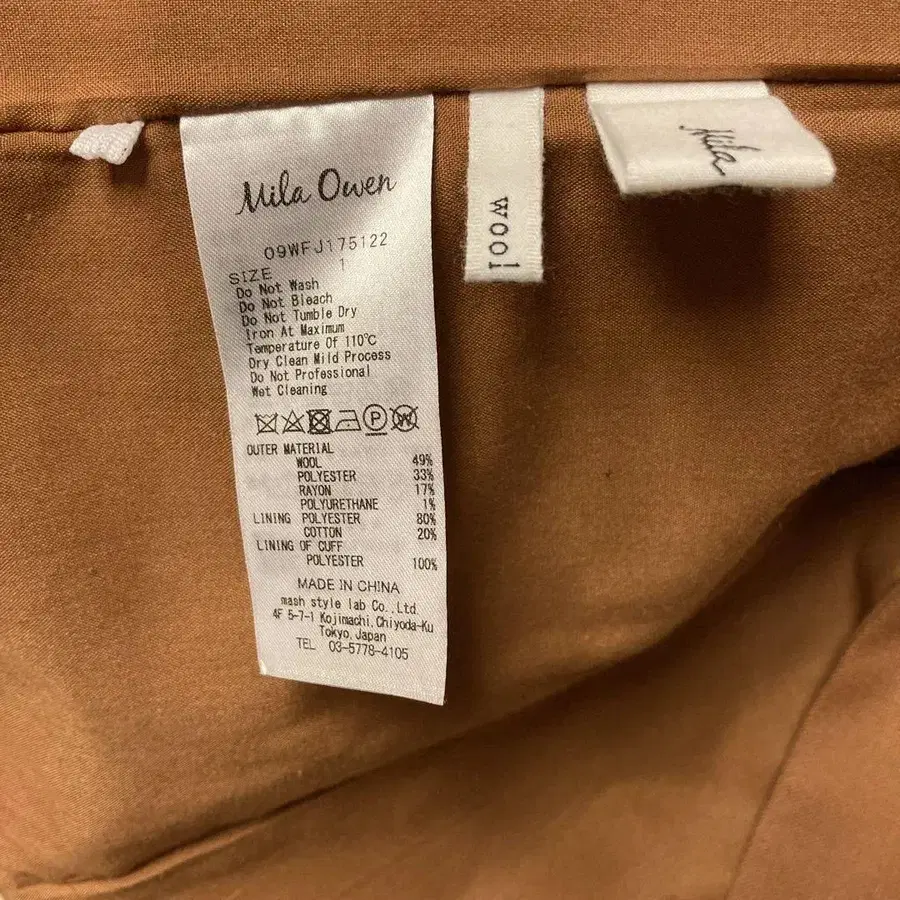 Mila Owen
09WFJ175122
SIZE 1
Do Not Wash
Do Not Bleach
Do Not Tumble Dry
Iron At Maximum
Temperature Of 110℃
Dry Clean Mild Process
Do Not Professional
Wet Cleaning
P W
OUTER MATERIAL
WOOL 49%
POLYESTER 33%
RAYON 17%
POLYURETHANE 1%
LINING POLYESTER 80%
COTTON 20%
LINING OF CUFF
POLYESTER 100%
MADE IN CHINA
mash style lab Co.,Ltd.
4F 5-7-1 Kojimachi,Chiyoda-Ku
Tokyo,Japan
TEL 03-5778-4105
wool
Mila